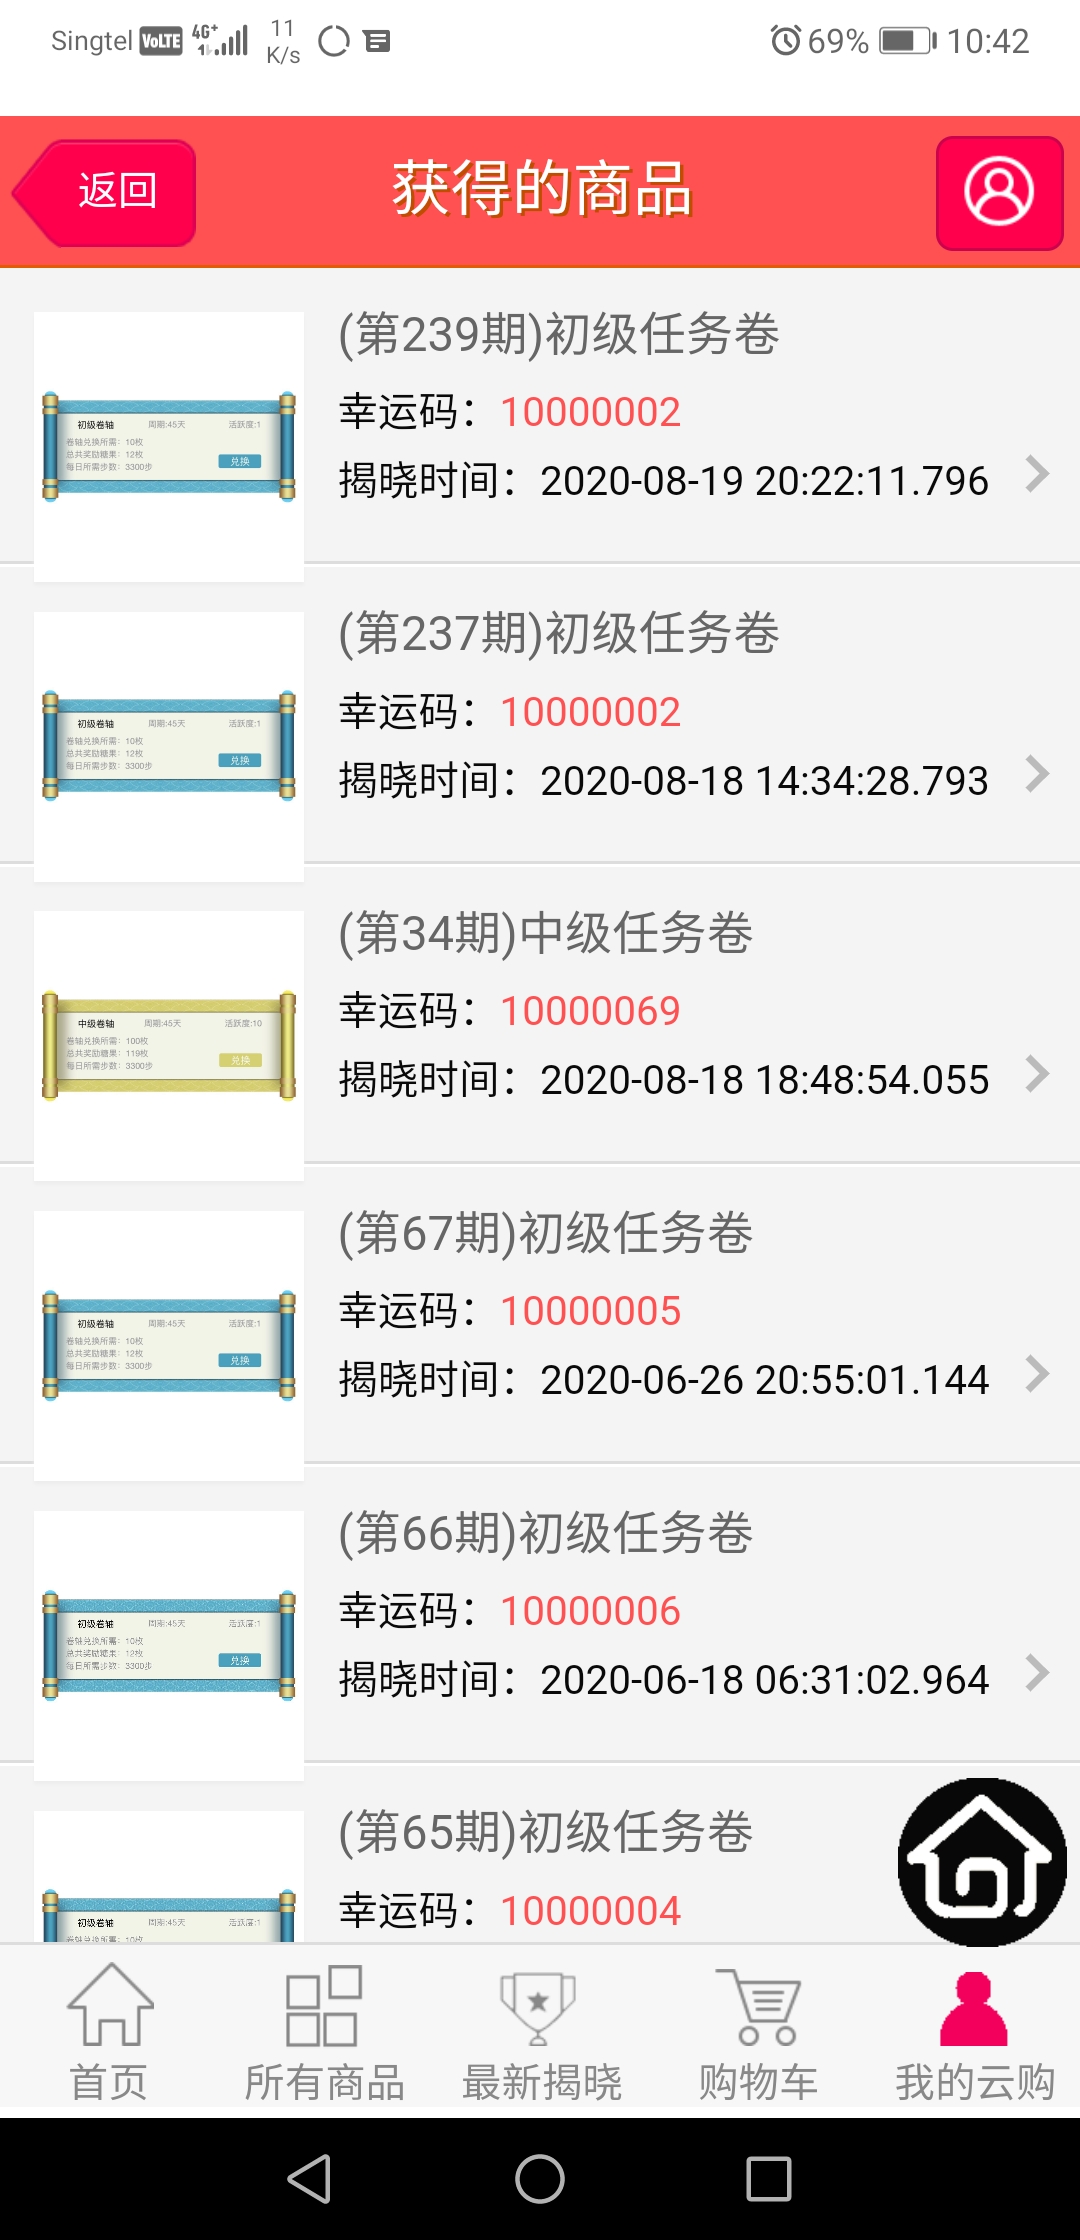 Singtel VoLTE 4G+ 11 K/s 69% 10:42
返回 获得的商品
(第239期)初级任务卷
幸运码：10000002
揭晓时间：2020-08-19 20:22:11.796
初级卷轴 周期:45天 活跃度:1
卷轴兑换所需：10枚
总共奖励糖果：12枚
每日所需步数：3300步
兑换
(第237期)初级任务卷
幸运码：10000002
揭晓时间：2020-08-18 14:34:28.793
初级卷轴 周期:45天 活跃度:1
卷轴兑换所需：10枚
总共奖励糖果：12枚
每日所需步数：3300步
兑换
(第34期)中级任务卷
幸运码：10000069
揭晓时间：2020-08-18 18:48:54.055
中级卷轴 周期:45天 活跃度:10
卷轴兑换所需：100枚
总共奖励糖果：119枚
每日所需步数：3300步
兑换
(第67期)初级任务卷
幸运码：10000005
揭晓时间：2020-06-26 20:55:01.144
初级卷轴 周期:45天 活跃度:1
卷轴兑换所需：10枚
总共奖励糖果：12枚
每日所需步数：3300步
兑换
(第66期)初级任务卷
幸运码：10000006
揭晓时间：2020-06-18 06:31:02.964
初级卷轴 周期:45天 活跃度:1
卷轴兑换所需：10枚
总共奖励糖果：12枚
每日所需步数：3300步
兑换
(第65期)初级任务卷
幸运码：10000004
初级卷轴 周期:45天 活跃度:1
首页 所有商品 最新揭晓 购物车 我的云购